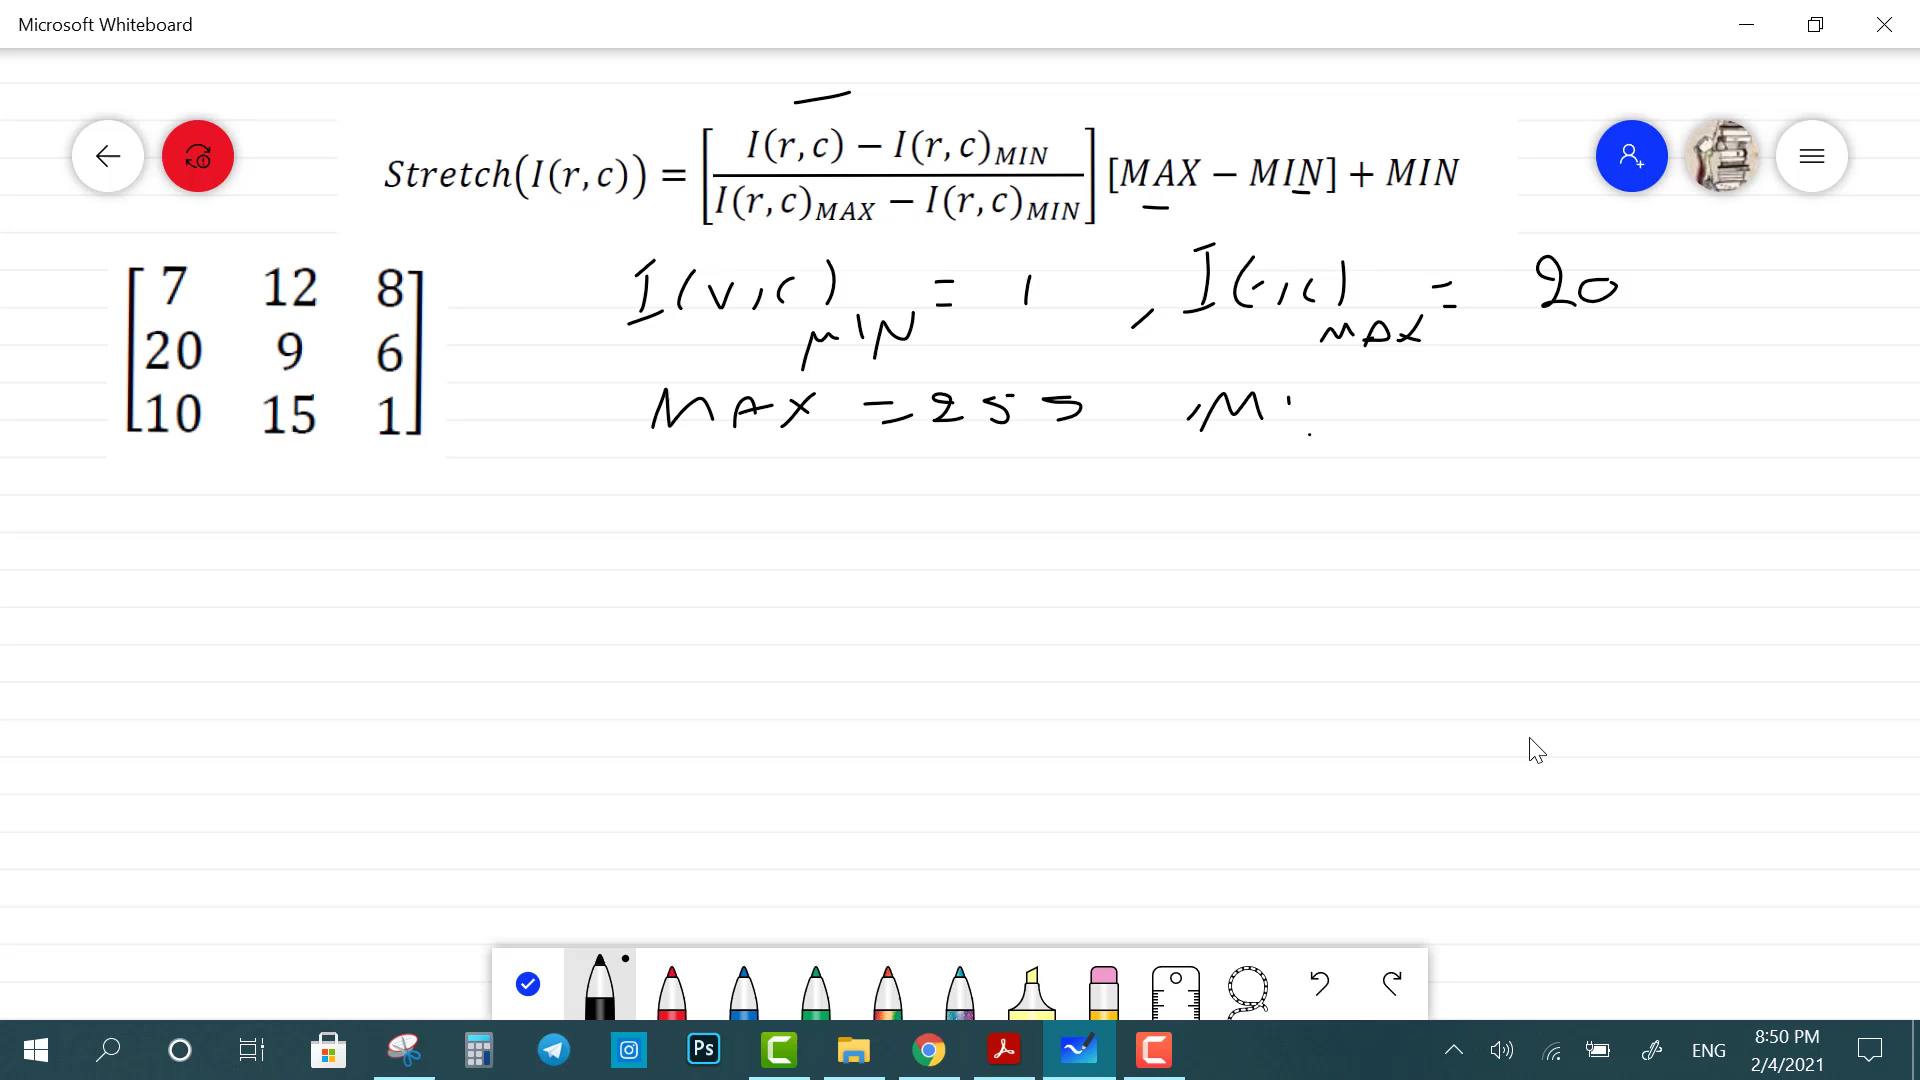 Microsoft Whiteboard
Stretch(I(r,c)) = [ I(r,c) − I(r,c)MIN / I(r,c)MAX − I(r,c)MIN ] [MAX − MIN] + MIN
7 12 8
20 9 6
10 15 1
I(r,c)MIN = 1 , I(r,c)MAX = 20
MAX = 255 , M
Ps
ENG
8:50 PM
2/4/2021